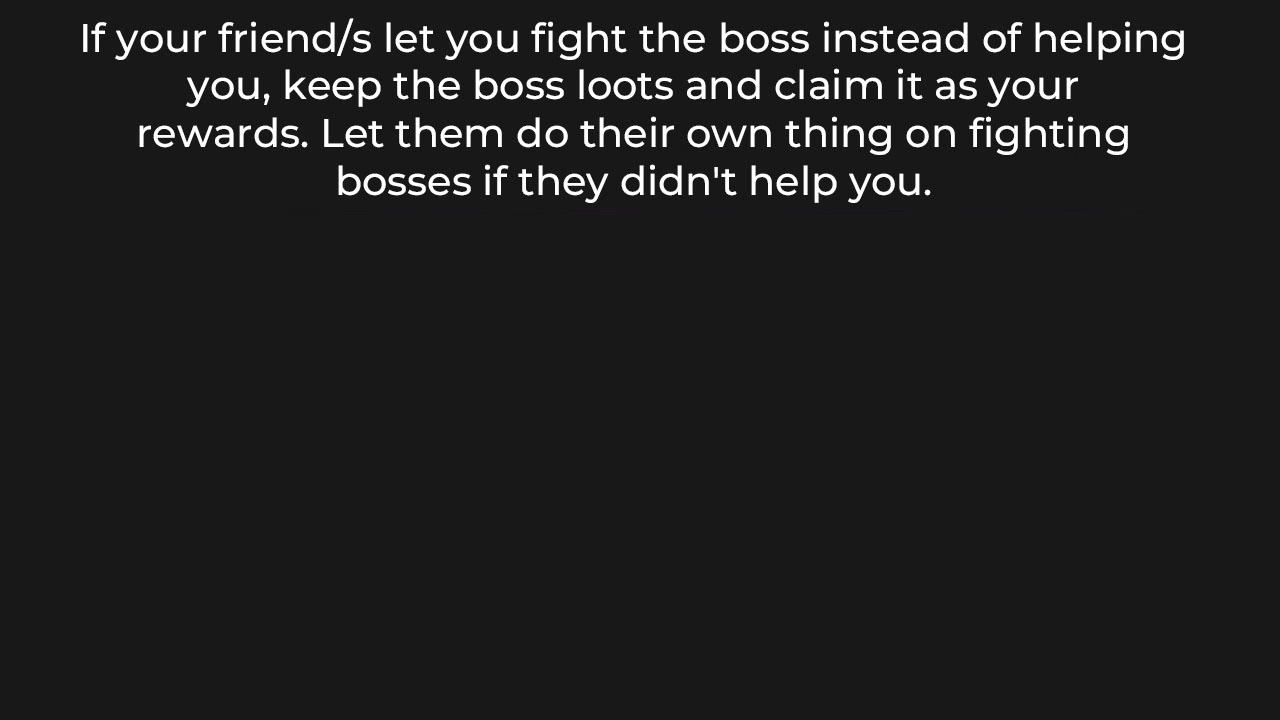 If your friend/s let you fight the boss instead of helping
you, keep the boss loots and claim it as your
rewards. Let them do their own thing on fighting
bosses if they didn't help you.